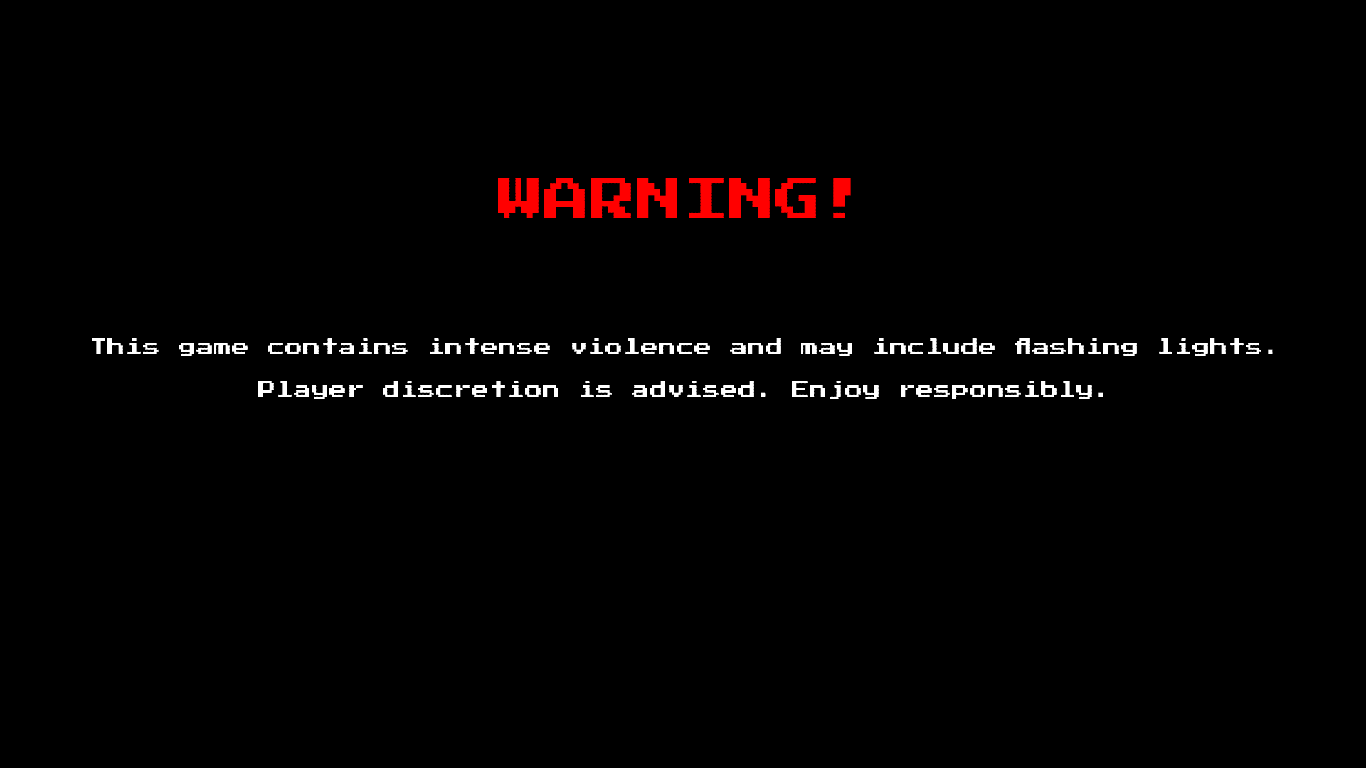 WARNING!
This game contains intense violence and may include flashing lights.
Player discretion is advised. Enjoy responsibly.